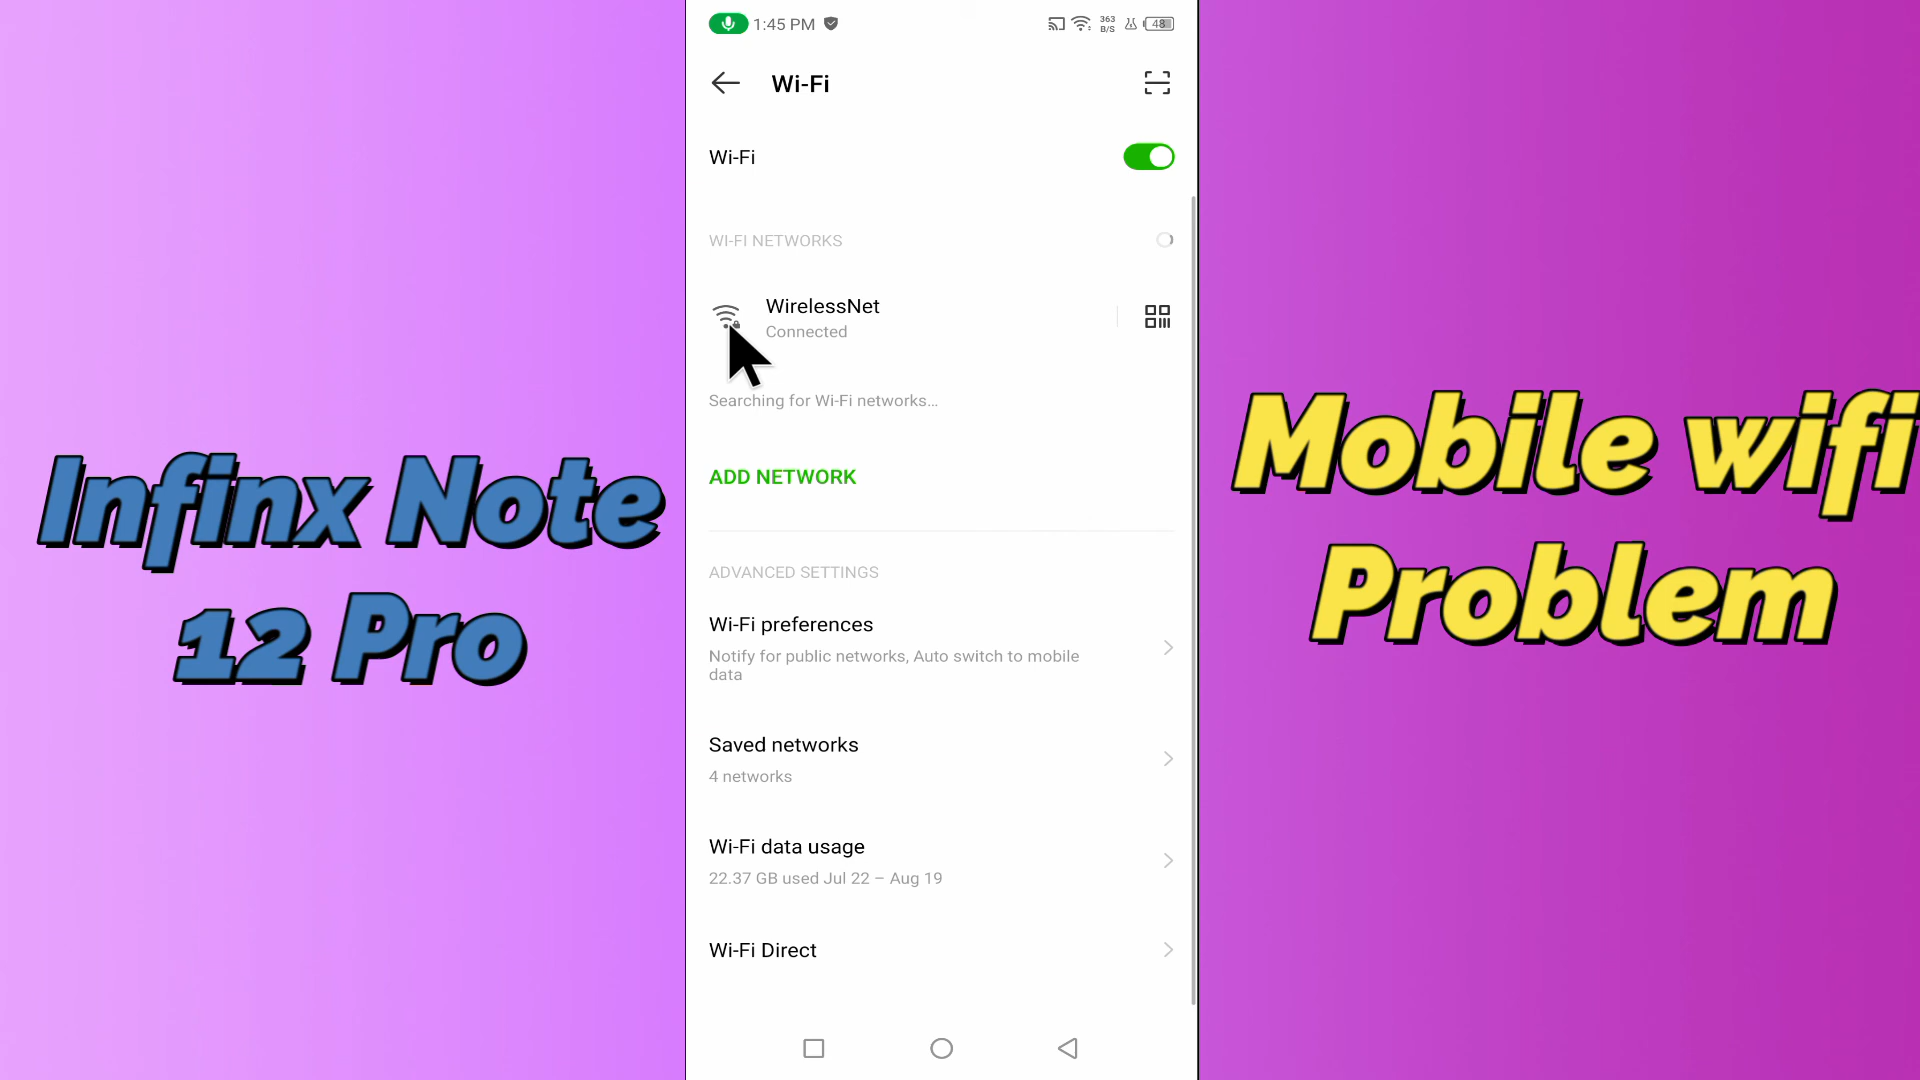 1:45 PM
363
B/S
48
Wi-Fi
Wi-Fi
WI-FI NETWORKS
WirelessNet
Connected
Searching for Wi-Fi networks...
ADD NETWORK
ADVANCED SETTINGS
Wi-Fi preferences
Notify for public networks, Auto switch to mobile
data
Saved networks
4 networks
Wi-Fi data usage
22.37 GB used Jul 22 – Aug 19
Wi-Fi Direct
Infinx Note
12 Pro
Mobile wifi
Problem